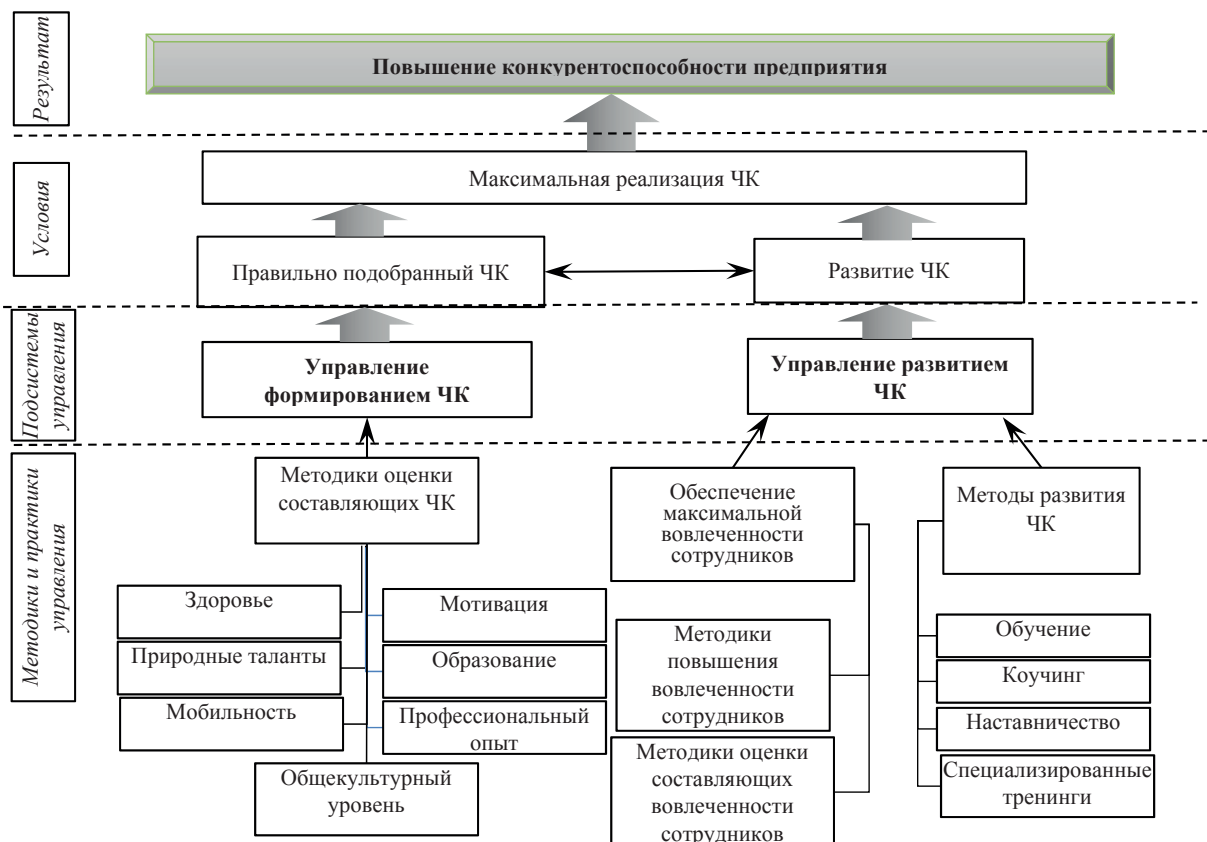 Результат
Повышение конкурентоспособности предприятия
Условия
Максимальная реализация ЧК
Правильно подобранный ЧК
Развитие ЧК
Подсистемы
управления
Управление
формированием ЧК
Управление развитием
ЧК
Методики и практики
управления
Методики оценки
составляющих ЧК
Здоровье
Мотивация
Природные таланты
Образование
Мобильность
Профессиональный
опыт
Общекультурный
уровень
Обеспечение
максимальной
вовлеченности
сотрудников
Методики
повышения
вовлеченности
сотрудников
Методики оценки
составляющих
вовлеченности
сотрудников
Методы развития
ЧК
Обучение
Коучинг
Наставничество
Специализированные
тренинги